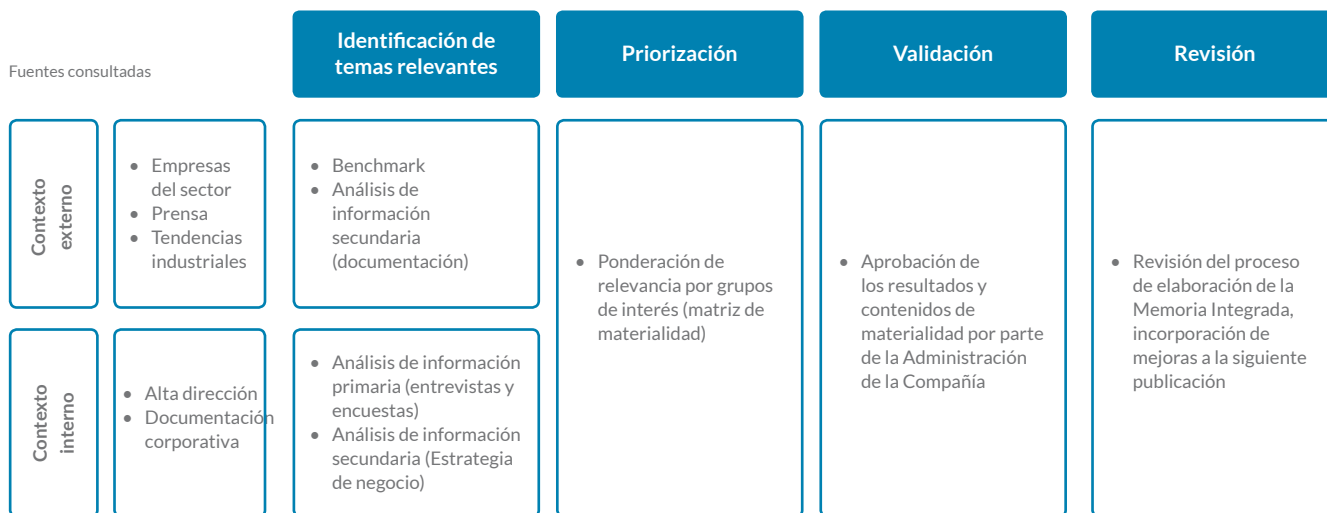 Fuentes consultadas
Identificación de
temas relevantes
Priorización
Validación
Revisión
Contexto
externo
• Empresas
del sector
• Prensa
• Tendencias
industriales
• Benchmark
• Análisis de
información
secundaria
(documentación)
Contexto
interno
• Alta dirección
• Documentación
corporativa
• Análisis de información
primaria (entrevistas y
encuestas)
• Análisis de información
secundaria (Estrategia
de negocio)
• Ponderación de
relevancia por grupos
de interés (matriz de
materialidad)
• Aprobación de
los resultados y
contenidos de
materialidad por parte
de la Administración
de la Compañía
• Revisión del proceso
de elaboración de la
Memoria Integrada,
incorporación de
mejoras a la siguiente
publicación